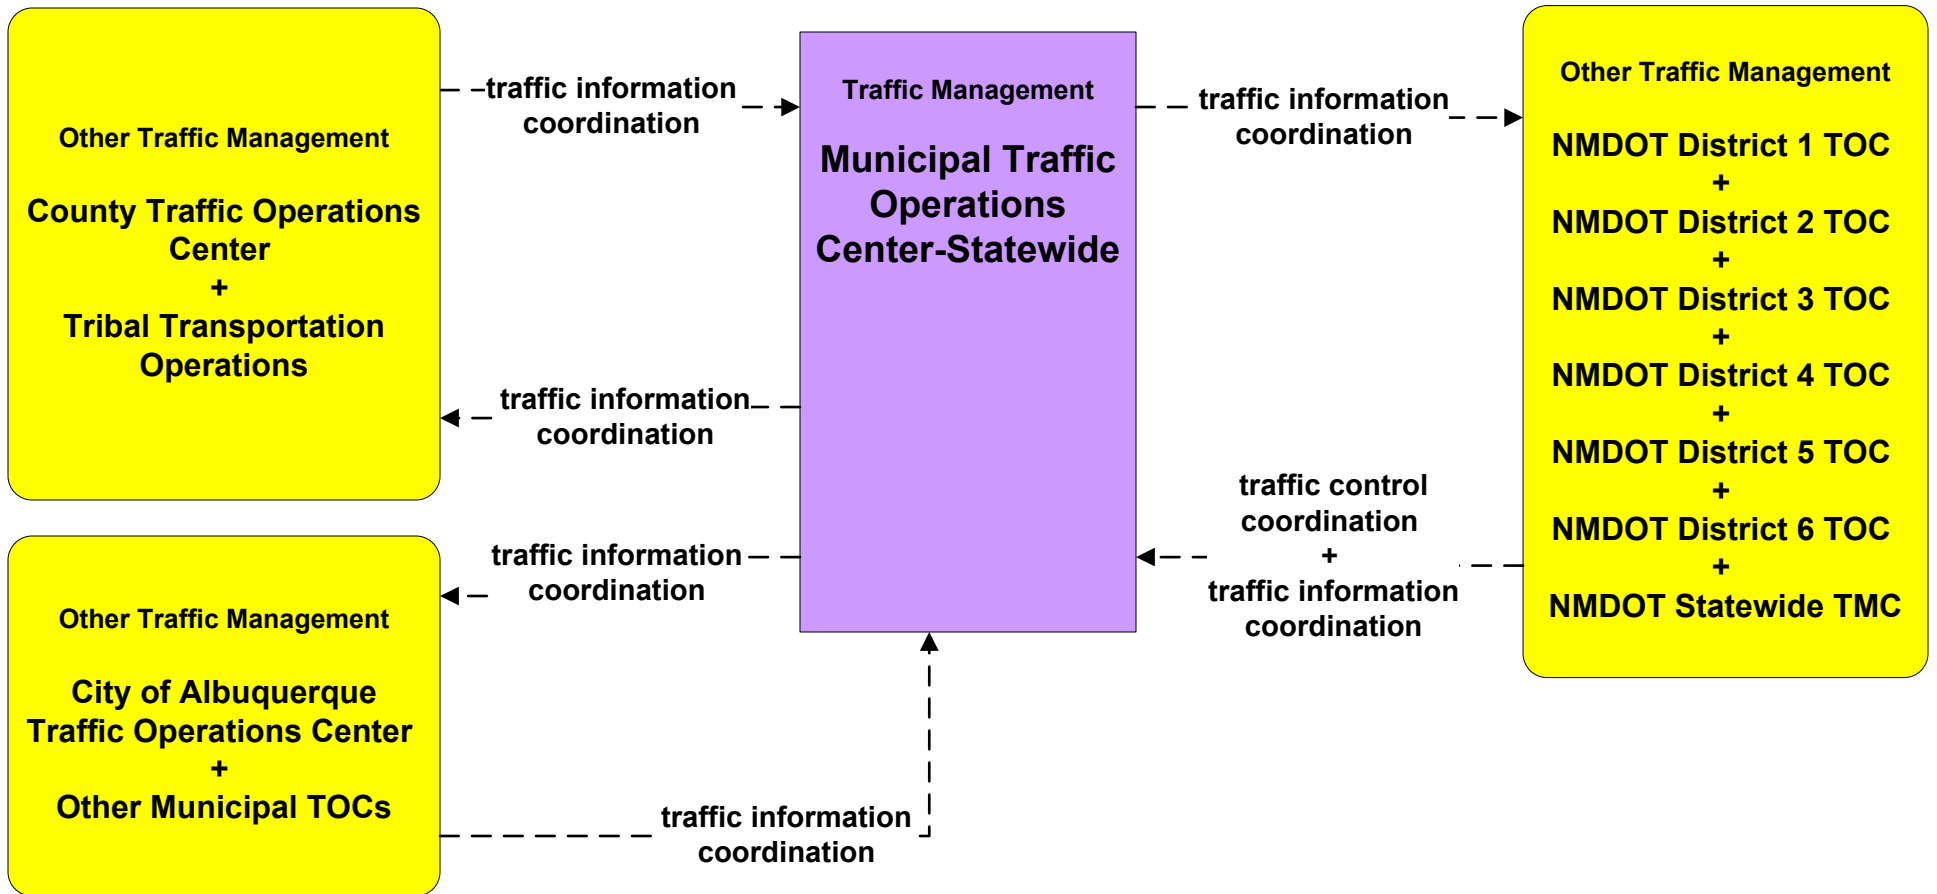 Other Traffic Management
County Traffic Operations
Center
+
Tribal Transportation
Operations
traffic information
coordination
traffic information
coordination
Other Traffic Management
City of Albuquerque
Traffic Operations Center
+
Other Municipal TOCs
traffic information
coordination
traffic information
coordination
Traffic Management
Municipal Traffic
Operations
Center-Statewide
traffic information
coordination
traffic control
coordination
+
traffic information
coordination
Other Traffic Management
NMDOT District 1 TOC
+
NMDOT District 2 TOC
+
NMDOT District 3 TOC
+
NMDOT District 4 TOC
+
NMDOT District 5 TOC
+
NMDOT District 6 TOC
+
NMDOT Statewide TMC